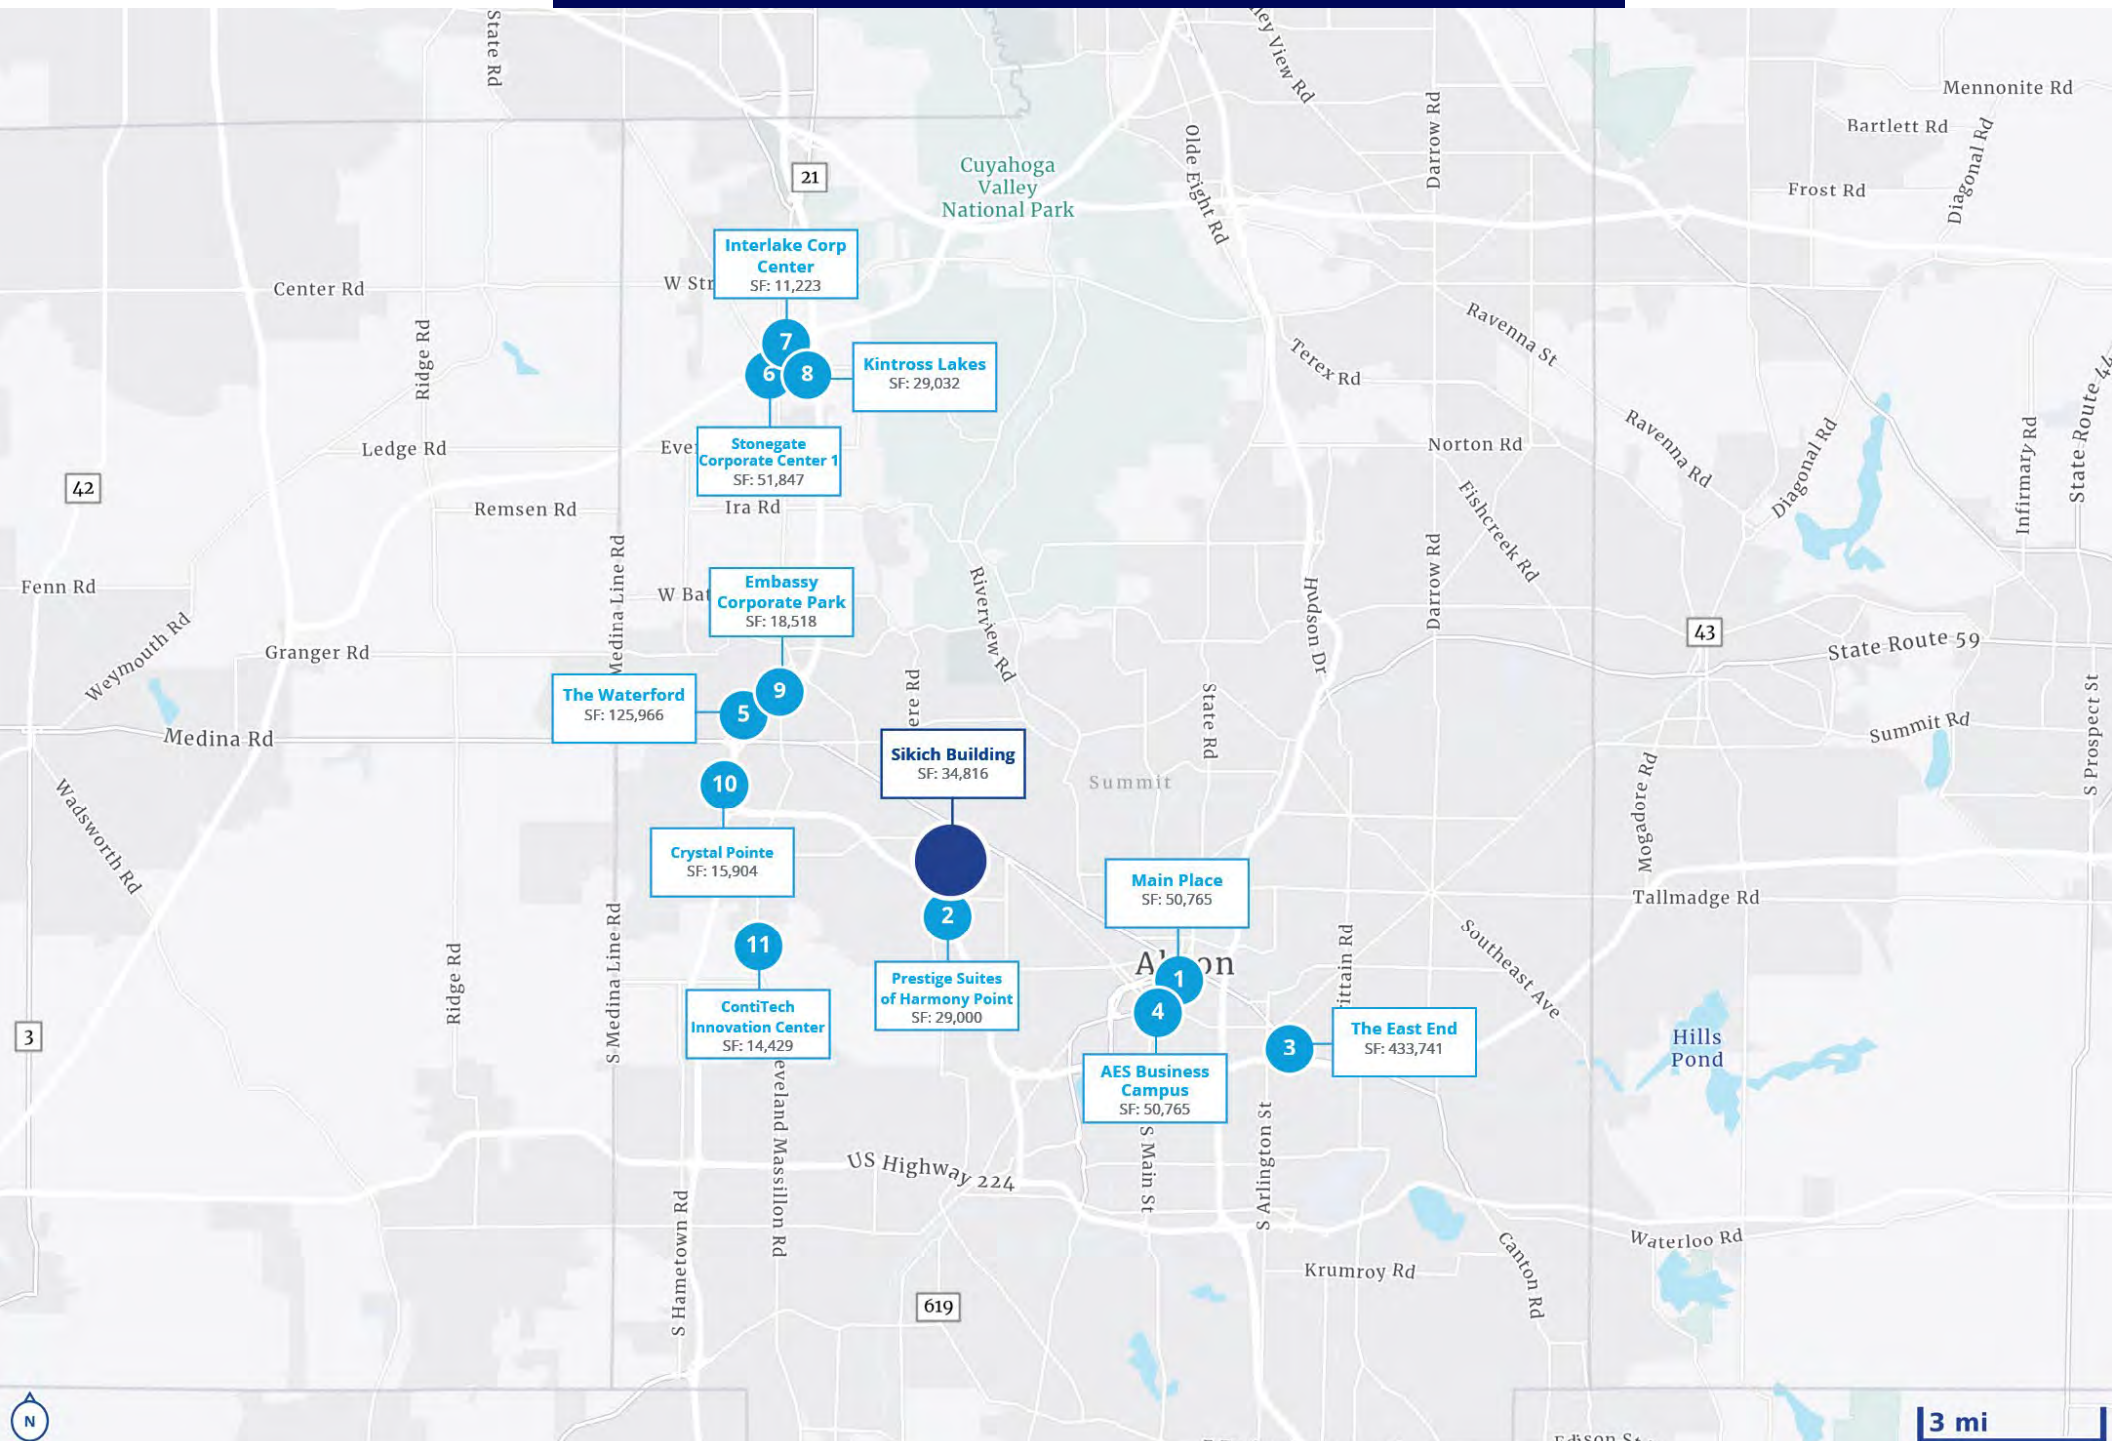 State Rd
ley View Rd
Mennonite Rd
Darrow Rd
Bartlett Rd
Diagonal Rd
Olde Eight Rd
Cuyahoga
Valley
National Park
21
Frost Rd
Interlake Corp
Center
SF: 11,223
Center Rd
W Str
Ridge Rd
Ravenna St
7
Terex Rd
6
8
Kintross Lakes
SF: 29,032
State Route 44
Ledge Rd
Ever
Stonegate
Corporate Center 1
SF: 51,847
Norton Rd
Ravenna Rd
Diagonal Rd
Infirmary Rd
42
Remsen Rd
Ira Rd
Fishcreek Rd
Medina Line Rd
Darrow Rd
Fenn Rd
W Bat
Embassy
Corporate Park
SF: 18,518
Riverview Rd
Hudson Dr
43
State Route 59
Weymouth Rd
Granger Rd
9
The Waterford
SF: 125,966
5
ere Rd
State Rd
S Prospect St
Summit Rd
Medina Rd
Sikich Building
SF: 34,816
Summit
10
Wadsworth Rd
Mogadore Rd
Crystal Pointe
SF: 15,904
Main Place
SF: 50,765
Tallmadge Rd
2
11
S Medina Line Rd
Ridge Rd
Southeast Ave
ittain Rd
Ak
on
1
Prestige Suites
of Harmony Point
SF: 29,000
4
ContiTech
Innovation Center
SF: 14,429
3
The East End
SF: 433,741
3
Hills
Pond
AES Business
Campus
SF: 50,765
eveland Massillon Rd
S Main St
S Arlington St
US Highway 224
S Hametown Rd
Waterloo Rd
Canton Rd
Krumroy Rd
619
N
3 mi
Edison St